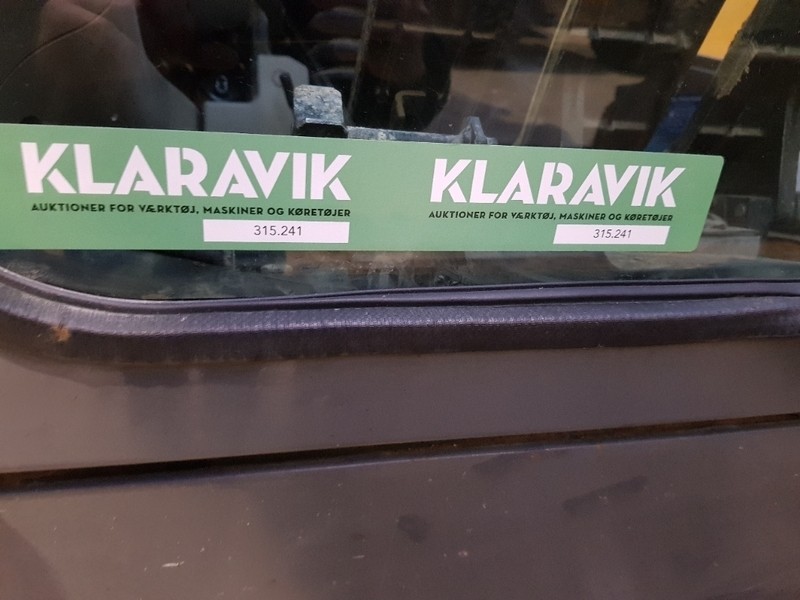 KLARAVIK
AUKTIONER FOR VÆRKTØJ, MASKINER OG KØRETØJER
315.241
KLARAVIK
AUKTIONER FOR VÆRKTØJ, MASKINER OG KØRETØJER
315.241